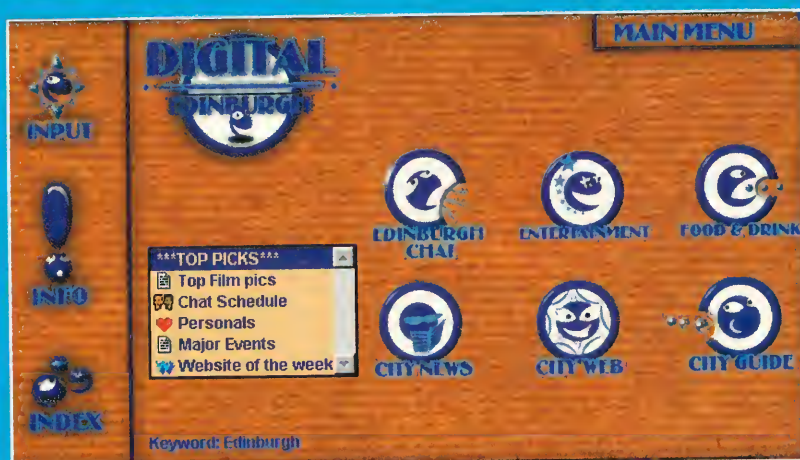 MAIN MENU
DIGITAL
EDINBURGH
INPUT
INFO
INDEX
EDINBURGH
CHAT
ENTERTAINMENT
FOOD & DRINK
***TOP PICKS***
Top Film pics
Chat Schedule
Personals
Major Events
Website of the week
CITY NEWS
CITY WEB
CITY GUIDE
Keyword: Edinburgh